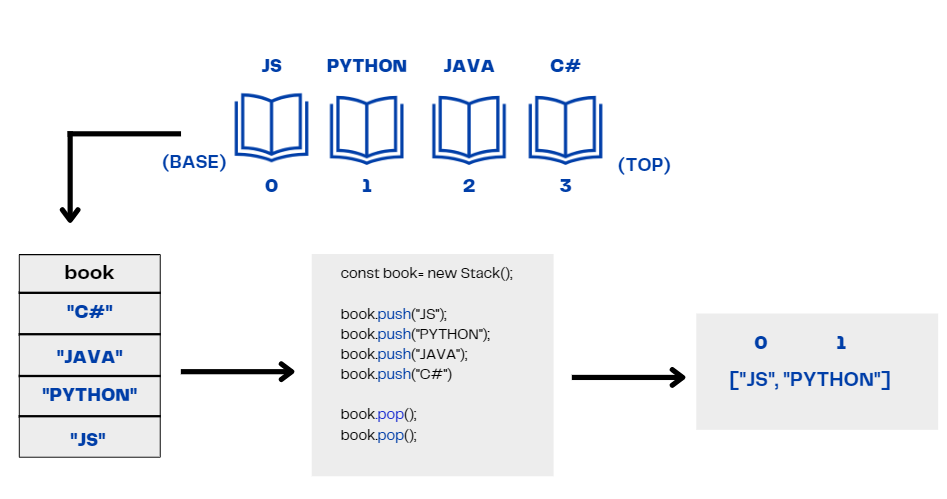 JS PYTHON JAVA C#
(BASE) (TOP)
0 1 2 3
book
"C#"
"JAVA"
"PYTHON"
"JS"
const book= new Stack();
book.push("JS");
book.push("PYTHON");
book.push("JAVA");
book.push("C#")
book.pop();
book.pop();
0 1
["JS", "PYTHON"]